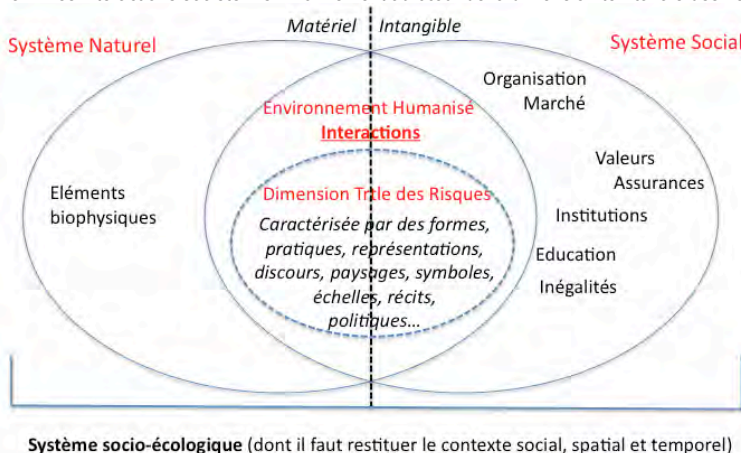 Matériel Intangible
Système Naturel
Système Social
Organisation
Marché
Environnement Humanisé
Interactions
Valeurs
Assurances
Eléments
biophysiques
Dimension Trtle des Risques
Caractérisée par des formes,
pratiques, représentations,
discours, paysages, symboles,
échelles, récits,
politiques...
Institutions
Education
Inégalités
Système socio-écologique (dont il faut restituer le contexte social, spatial et temporel)